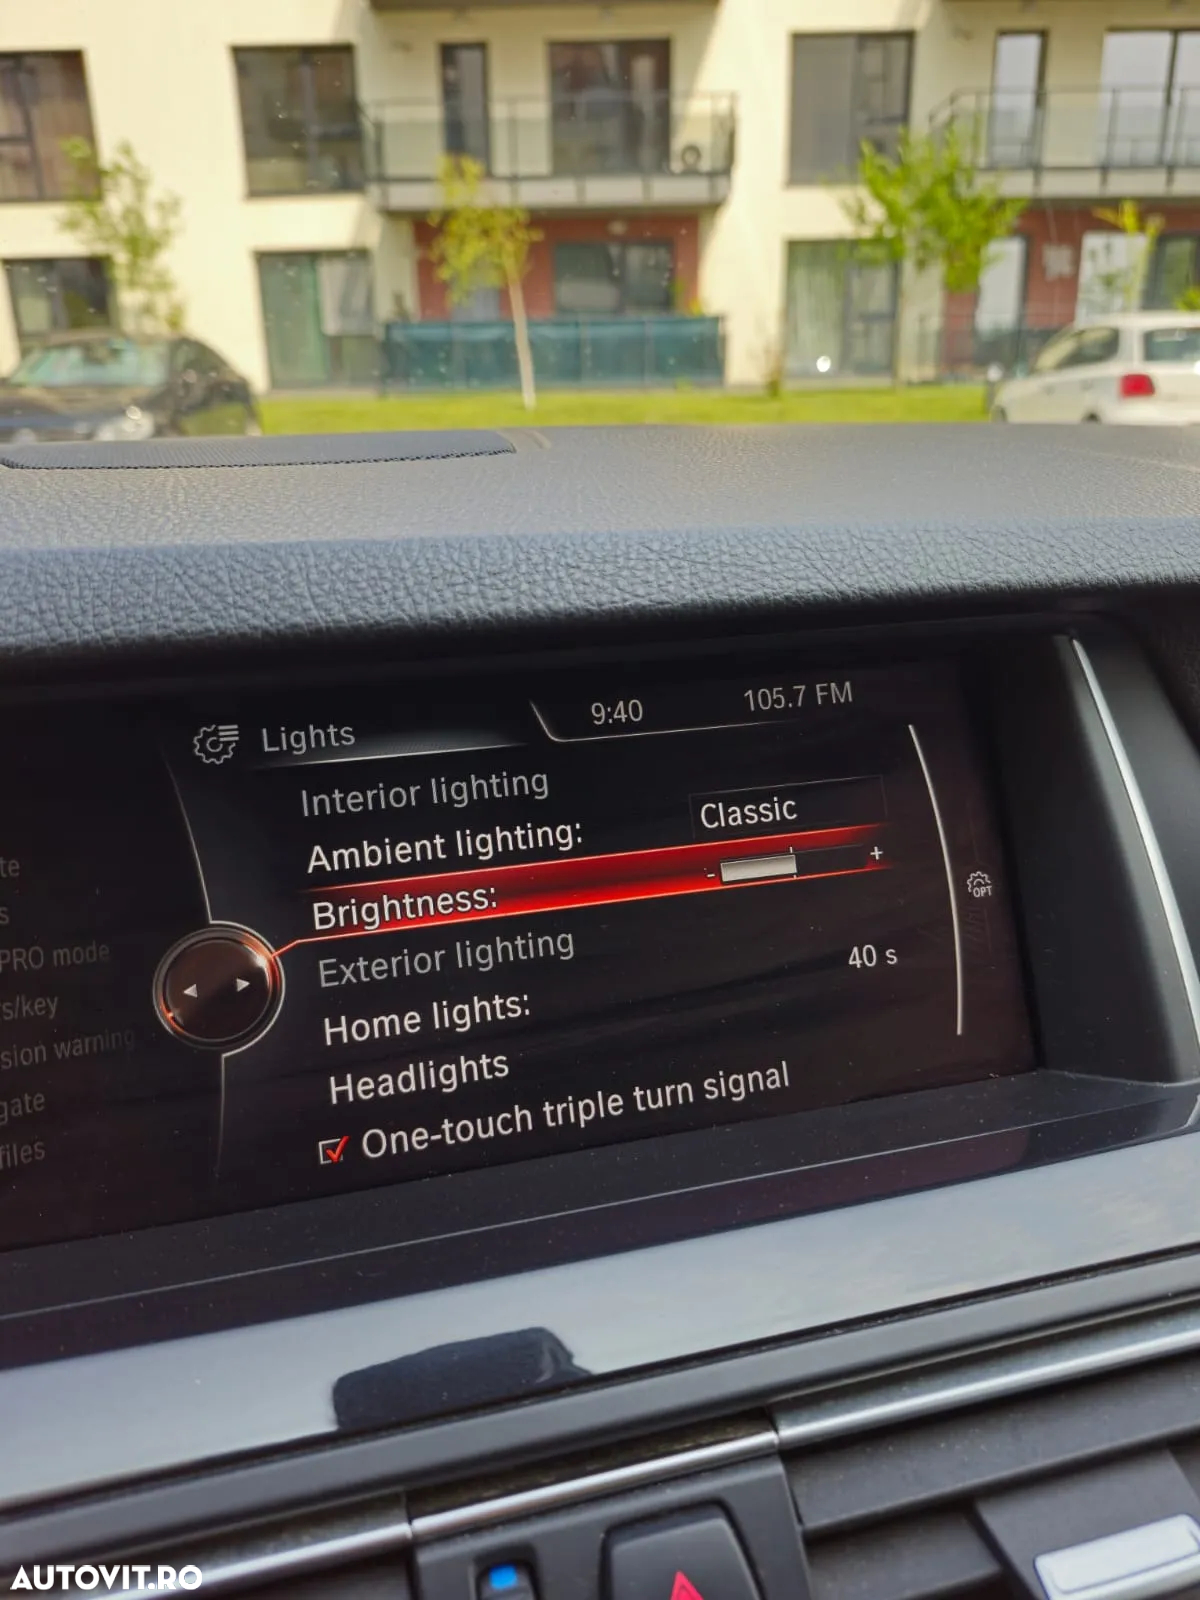 Lights
9:40
105.7 FM
Interior lighting
Ambient lighting: Classic
Brightness: - +
Exterior lighting
Home lights: 40 s
Headlights
One-touch triple turn signal
OPT
PRO mode
s/key
sion warning
gate
files
AUTOVIT.RO